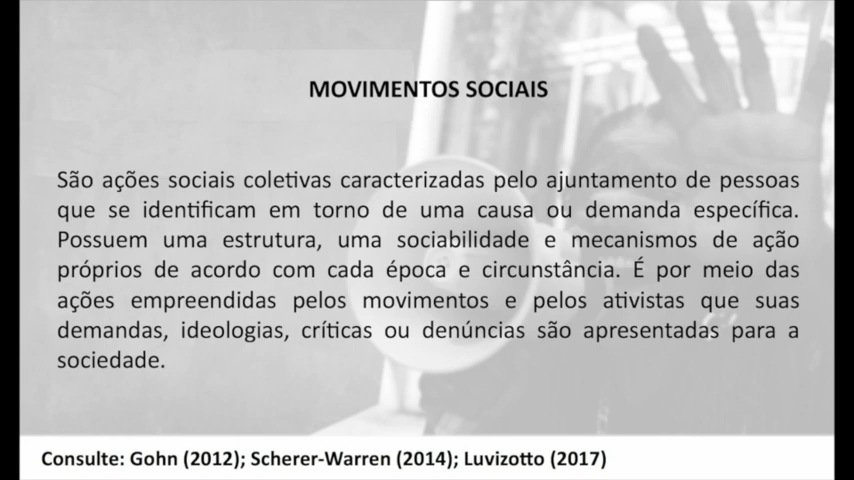 MOVIMENTOS SOCIAIS
São ações sociais coletivas caracterizadas pelo ajuntamento de pessoas
que se identificam em torno de uma causa ou demanda específica.
Possuem uma estrutura, uma sociabilidade e mecanismos de ação
próprios de acordo com cada época e circunstância. É por meio das
ações empreendidas pelos movimentos e pelos ativistas que suas
demandas, ideologias, críticas ou denúncias são apresentadas para a
sociedade.
Consulte: Gohn (2012); Scherer-Warren (2014); Luvizotto (2017)